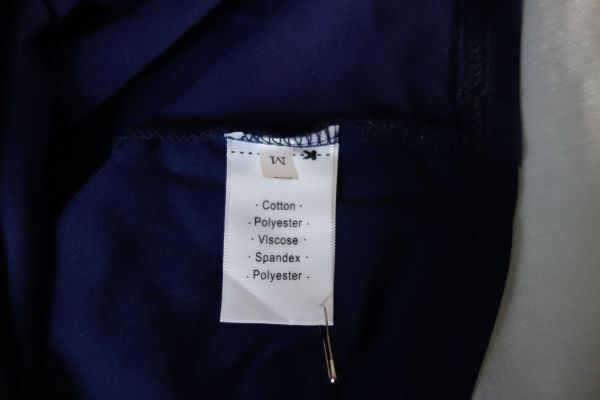 M
· Cotton ·
· Polyester ·
· VIscose ·
· Spandex ·
· Polyester ·